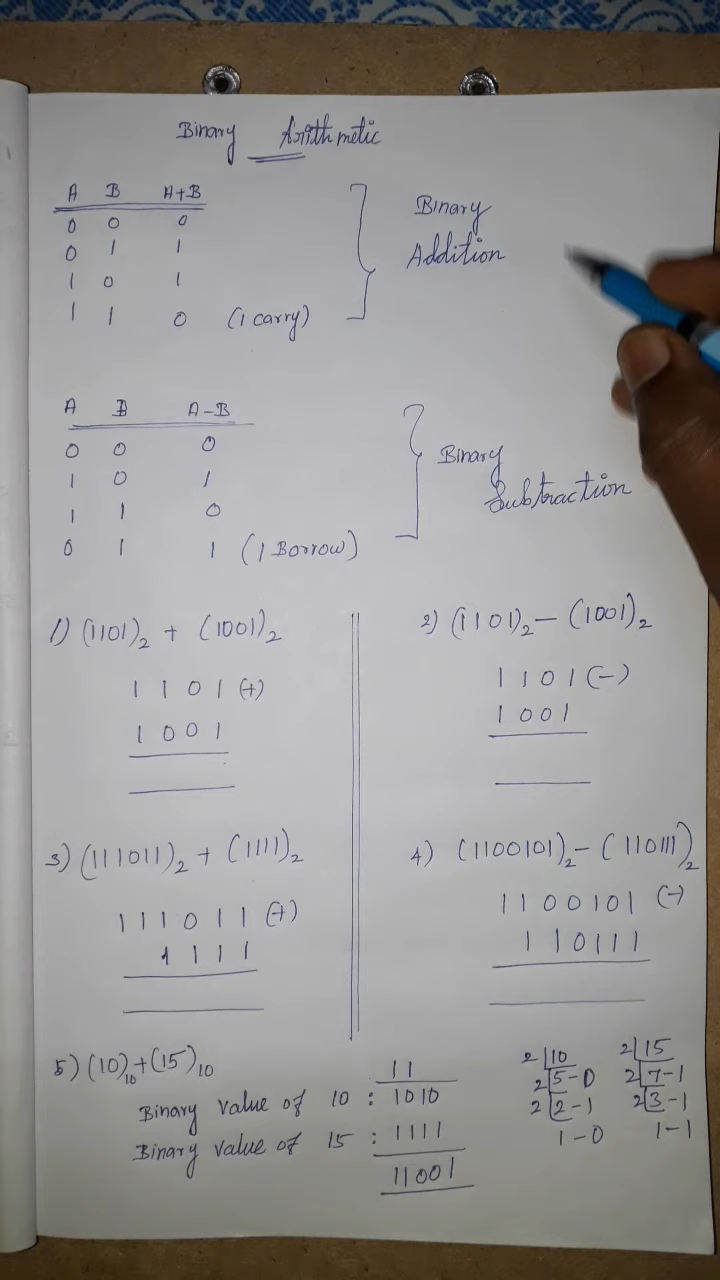 Binary Arithmetic
A B A+B
0 0 0
0 1 1
1 0 1
1 1 0 (1 carry)
Binary
Addition
A B A-B
0 0 0
1 0 1
1 1 0
0 1 1 (1 Borrow)
Binary
Subtraction
1) (1101)₂ + (1001)₂
1 1 0 1 (+)
1 0 0 1
2) (1101)₂ - (1001)₂
1 1 0 1 (-)
1 0 0 1
3) (111011)₂ + (1111)₂
1 1 1 0 1 1 (+)
1 1 1 1
4) (1100101)₂ - (110111)₂
1 1 0 0 1 0 1 (-)
1 1 0 1 1 1
5) (10)₁₀ + (15)₁₀
1 1
Binary value of 10 : 1010
Binary value of 15 : 1111
11001
2 10
2 5-0
2 2-1
1-0
2 15
2 7-1
2 3-1
1-1